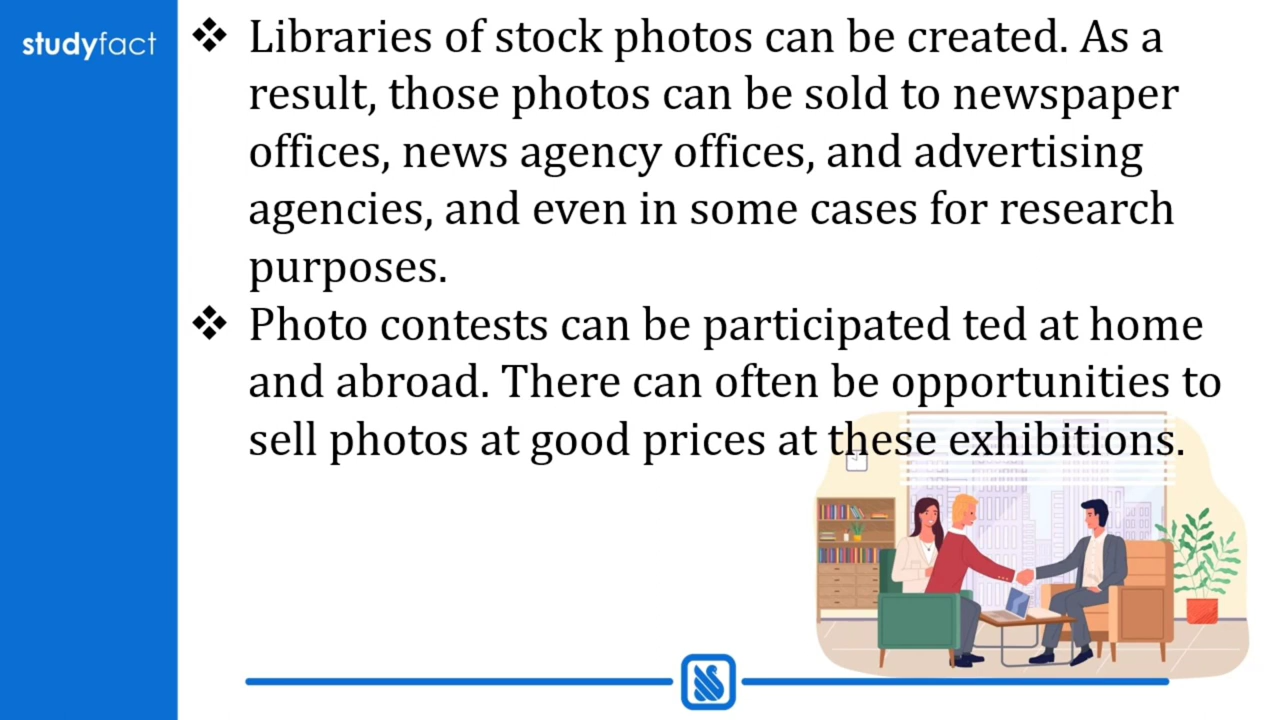 studyfact
❖ Libraries of stock photos can be created. As a
result, those photos can be sold to newspaper
offices, news agency offices, and advertising
agencies, and even in some cases for research
purposes.
❖ Photo contests can be participated ted at home
and abroad. There can often be opportunities to
sell photos at good prices at these exhibitions.